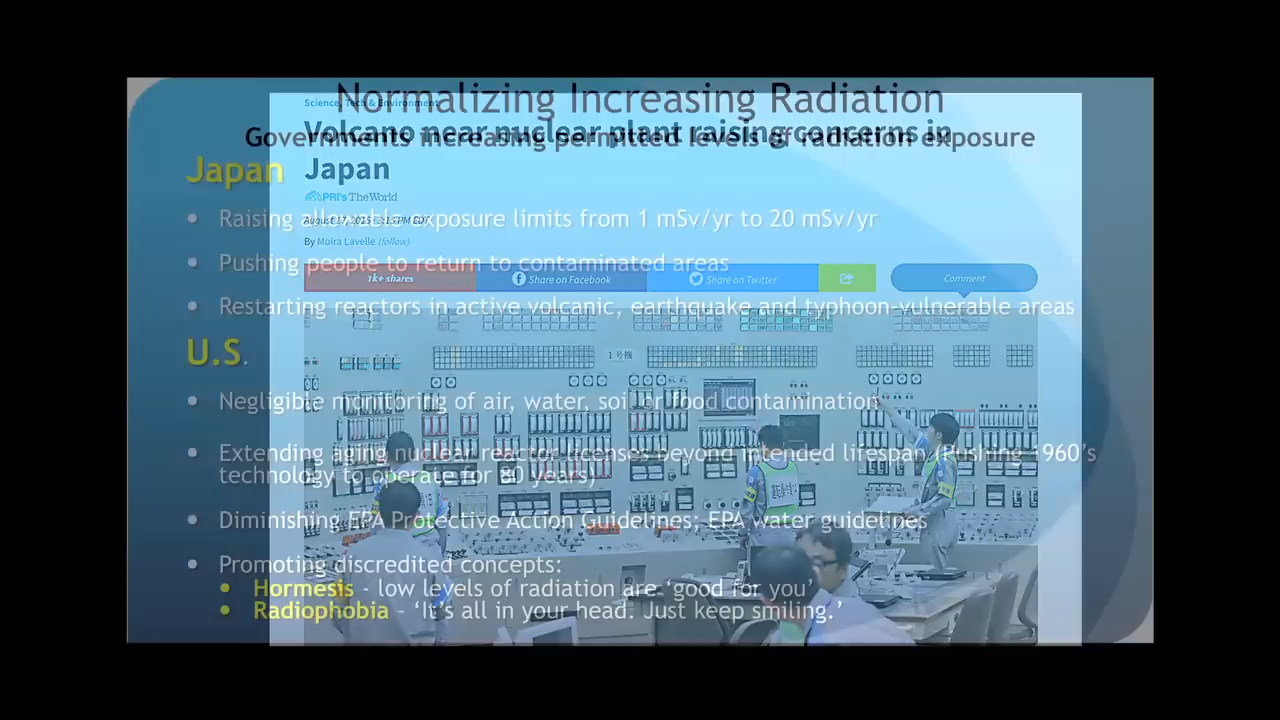 Normalizing Increasing Radiation
Science, Tech & Environment
Volcano near nuclear plant raising concerns in
Governments increasing permitted levels of radiation exposure
Japan
Japan
PRI's The World
Raising allowable exposure limits from 1 mSv/yr to 20 mSv/yr
By Moira Lavelle (follow)
Pushing people to return to contaminated areas
1k+ shares
Share on Facebook
Share on Twitter
Comment
Restarting reactors in active volcanic, earthquake and typhoon-vulnerable areas
U.S.
1号機
Negligible monitoring of air, water, soil or food contamination
Extending aging nuclear reactor licenses beyond intended lifespan (Pushing 1960's
technology to operate for 80 years)
Diminishing EPA Protective Action Guidelines; EPA water guidelines
Promoting discredited concepts:
Hormesis - low levels of radiation are 'good for you'
Radiophobia - 'It's all in your head. Just keep smiling.'